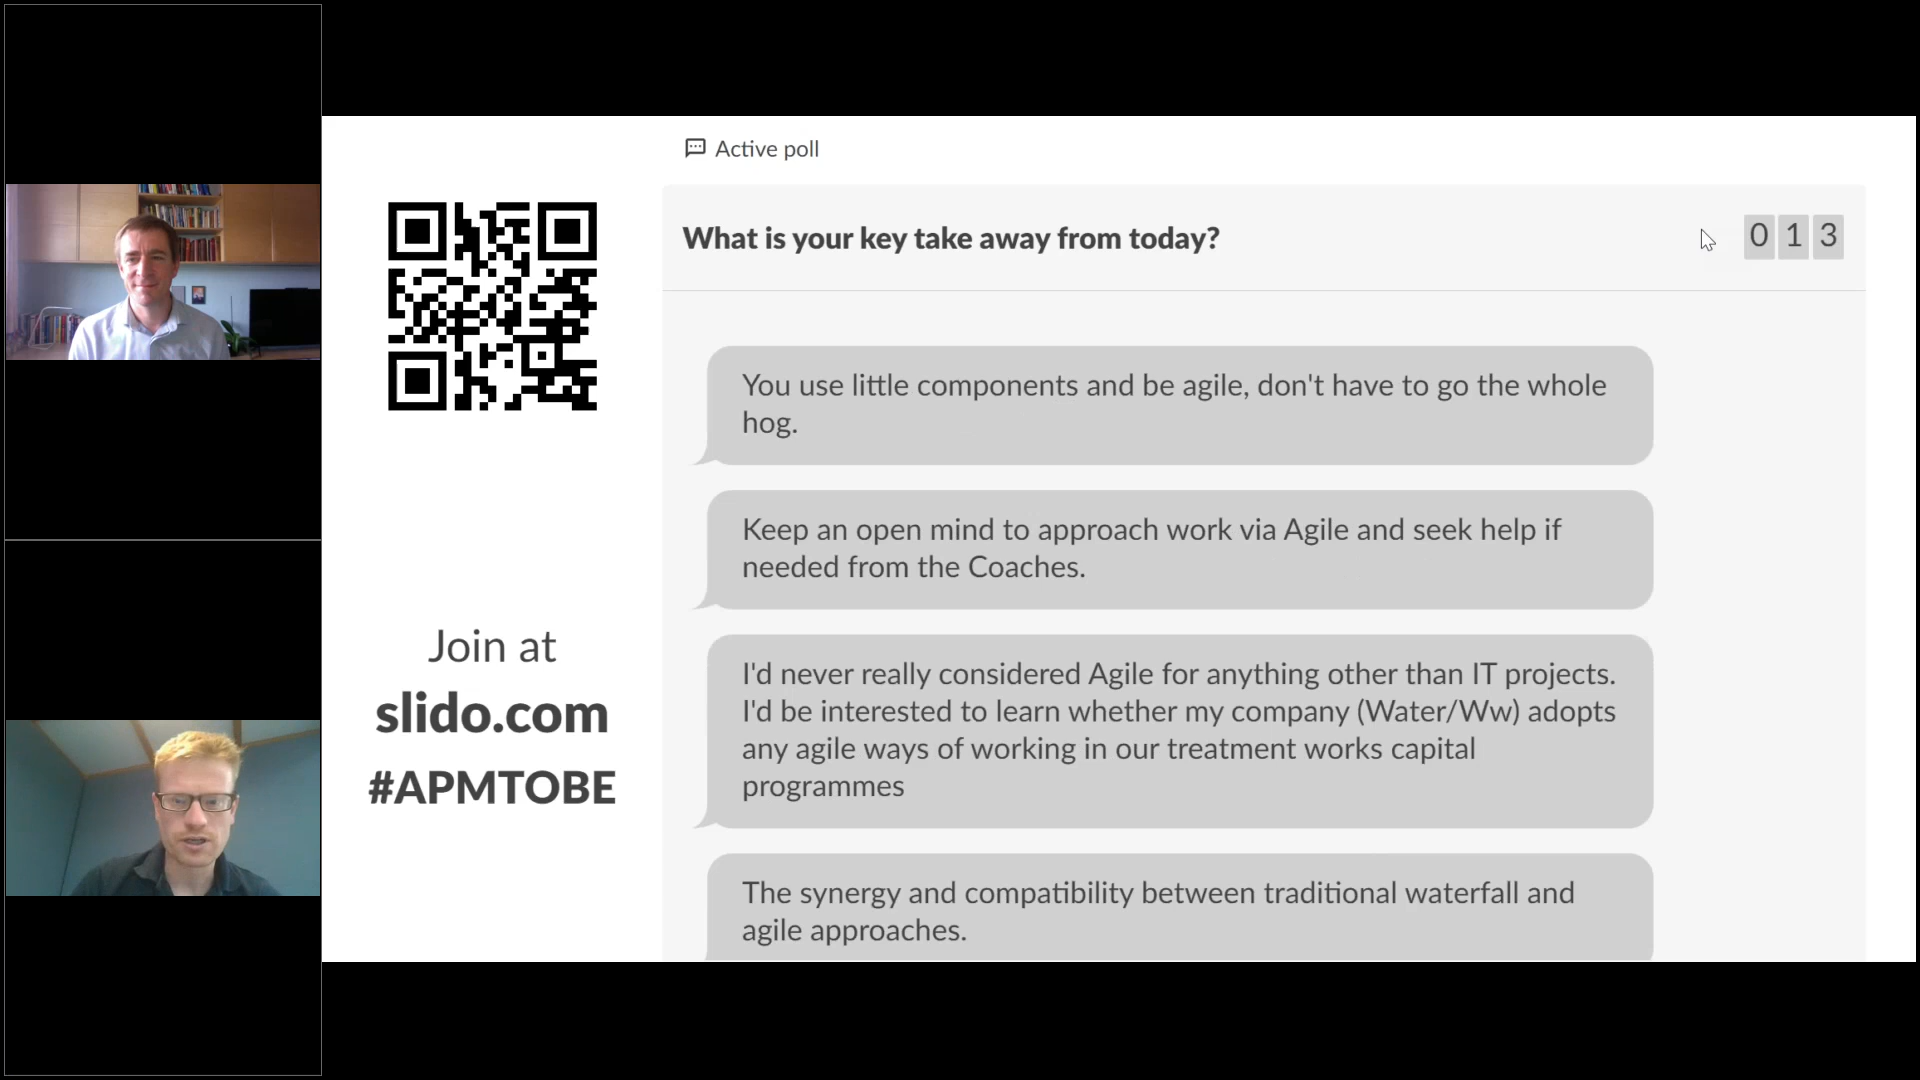 Active poll
What is your key take away from today?
0 1 3
You use little components and be agile, don't have to go the whole
hog.
Keep an open mind to approach work via Agile and seek help if
needed from the Coaches.
I'd never really considered Agile for anything other than IT projects.
I'd be interested to learn whether my company (Water/Ww) adopts
any agile ways of working in our treatment works capital
programmes
The synergy and compatibility between traditional waterfall and
agile approaches.
Join at
slido.com
#APMTOBE